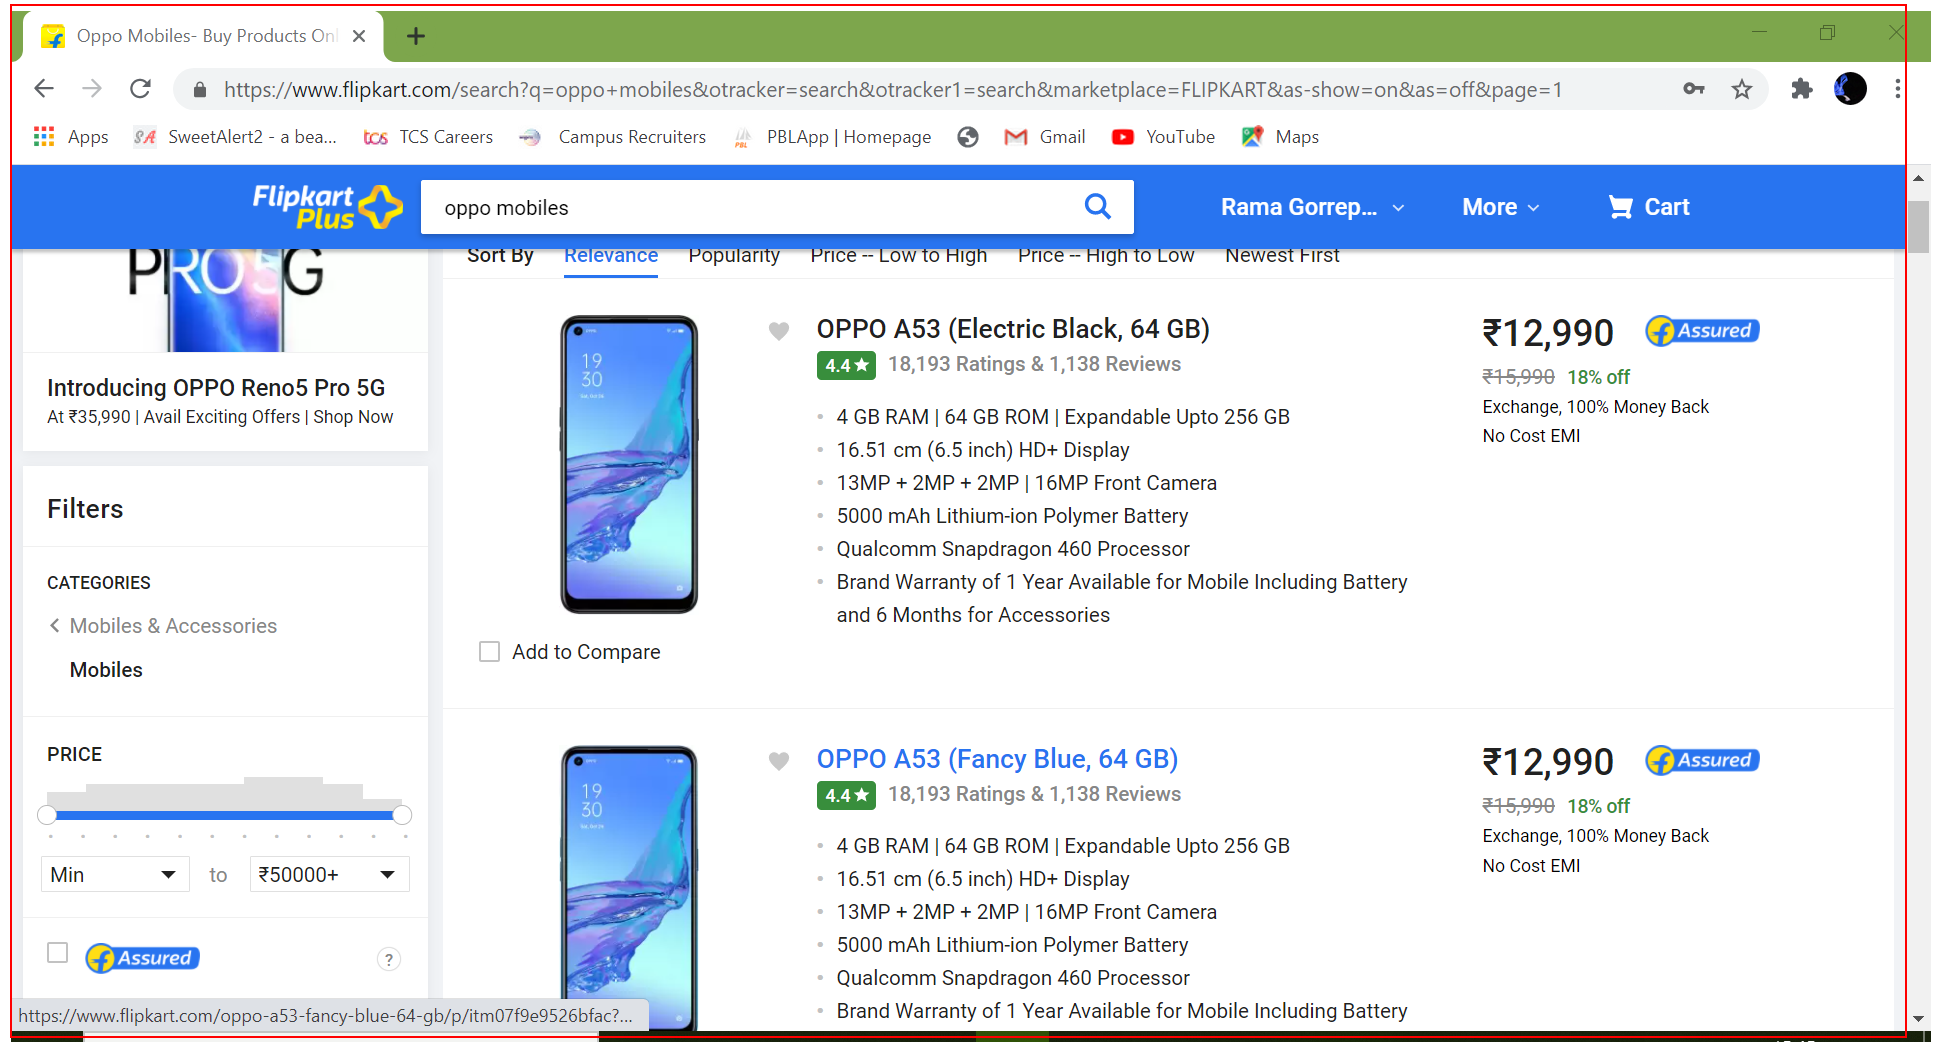 Oppo Mobiles- Buy Products Onl
https://www.flipkart.com/search?q=oppo+mobiles&otracker=search&otracker1=search&marketplace=FLIPKART&as-show=on&as=off&page=1
Apps SA SweetAlert2 - a bea... tcs TCS Careers Campus Recruiters PBL PBLApp | Homepage Gmail YouTube Maps
Flipkart
Plus
oppo mobiles
Rama Gorrep... More Cart
Sort By Relevance Popularity Price -- Low to High Price -- High to Low Newest First
PRO 5G
Introducing OPPO Reno5 Pro 5G
At ₹35,990 | Avail Exciting Offers | Shop Now
Filters
CATEGORIES
Mobiles & Accessories
Mobiles
PRICE
Min to ₹50000+
Assured ?
https://www.flipkart.com/oppo-a53-fancy-blue-64-gb/p/itm07f9e9526bfac?...
19
30
Add to Compare
OPPO A53 (Electric Black, 64 GB)
4.4 18,193 Ratings & 1,138 Reviews
4 GB RAM | 64 GB ROM | Expandable Upto 256 GB
16.51 cm (6.5 inch) HD+ Display
13MP + 2MP + 2MP | 16MP Front Camera
5000 mAh Lithium-ion Polymer Battery
Qualcomm Snapdragon 460 Processor
Brand Warranty of 1 Year Available for Mobile Including Battery
and 6 Months for Accessories
₹12,990 Assured
₹15,990 18% off
Exchange, 100% Money Back
No Cost EMI
19
30
OPPO A53 (Fancy Blue, 64 GB)
4.4 18,193 Ratings & 1,138 Reviews
4 GB RAM | 64 GB ROM | Expandable Upto 256 GB
16.51 cm (6.5 inch) HD+ Display
13MP + 2MP + 2MP | 16MP Front Camera
5000 mAh Lithium-ion Polymer Battery
Qualcomm Snapdragon 460 Processor
Brand Warranty of 1 Year Available for Mobile Including Battery
₹12,990 Assured
₹15,990 18% off
Exchange, 100% Money Back
No Cost EMI